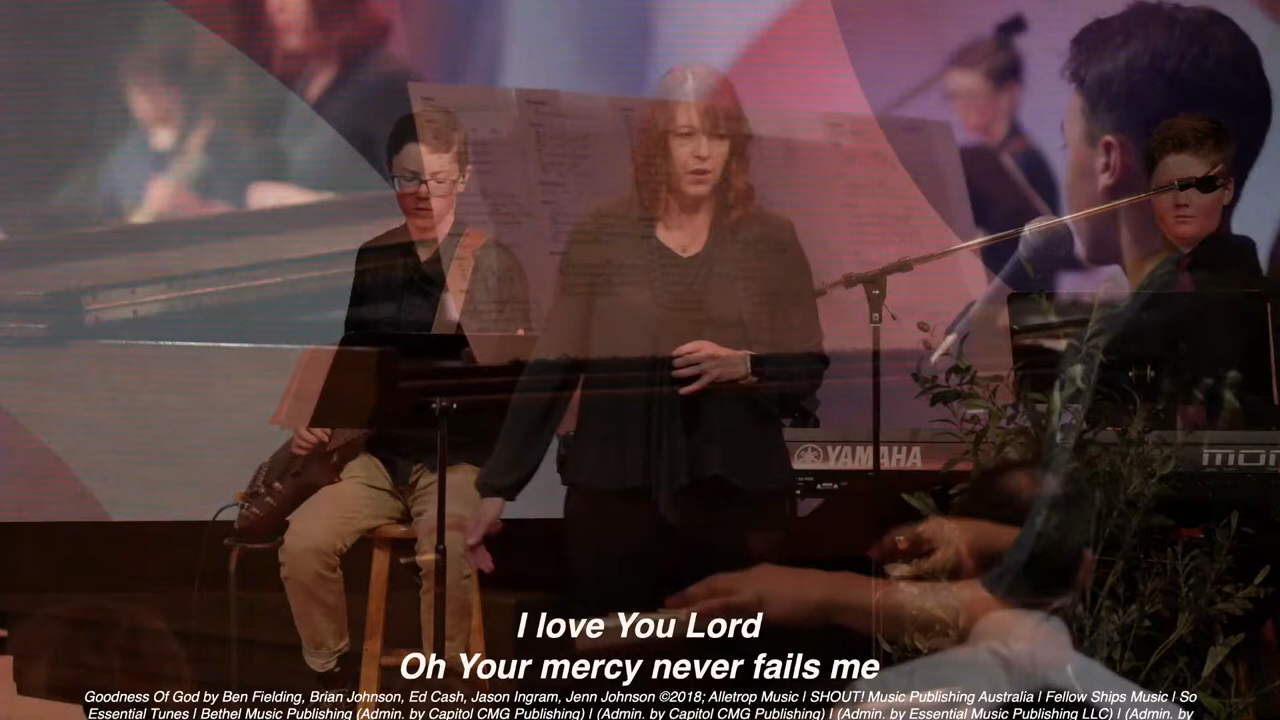 YAMAHA
I love You Lord
Oh Your mercy never fails me
Goodness Of God by Ben Fielding, Brian Johnson, Ed Cash, Jason Ingram, Jenn Johnson ©2018; Alletrop Music | SHOUT! Music Publishing Australia | Fellow Ships Music | So
Essential Tunes | Bethel Music Publishing (Admin. by Capitol CMG Publishing) | (Admin. by Capitol CMG Publishing) | (Admin. by Essential Music Publishing LLC) | (Admin. by